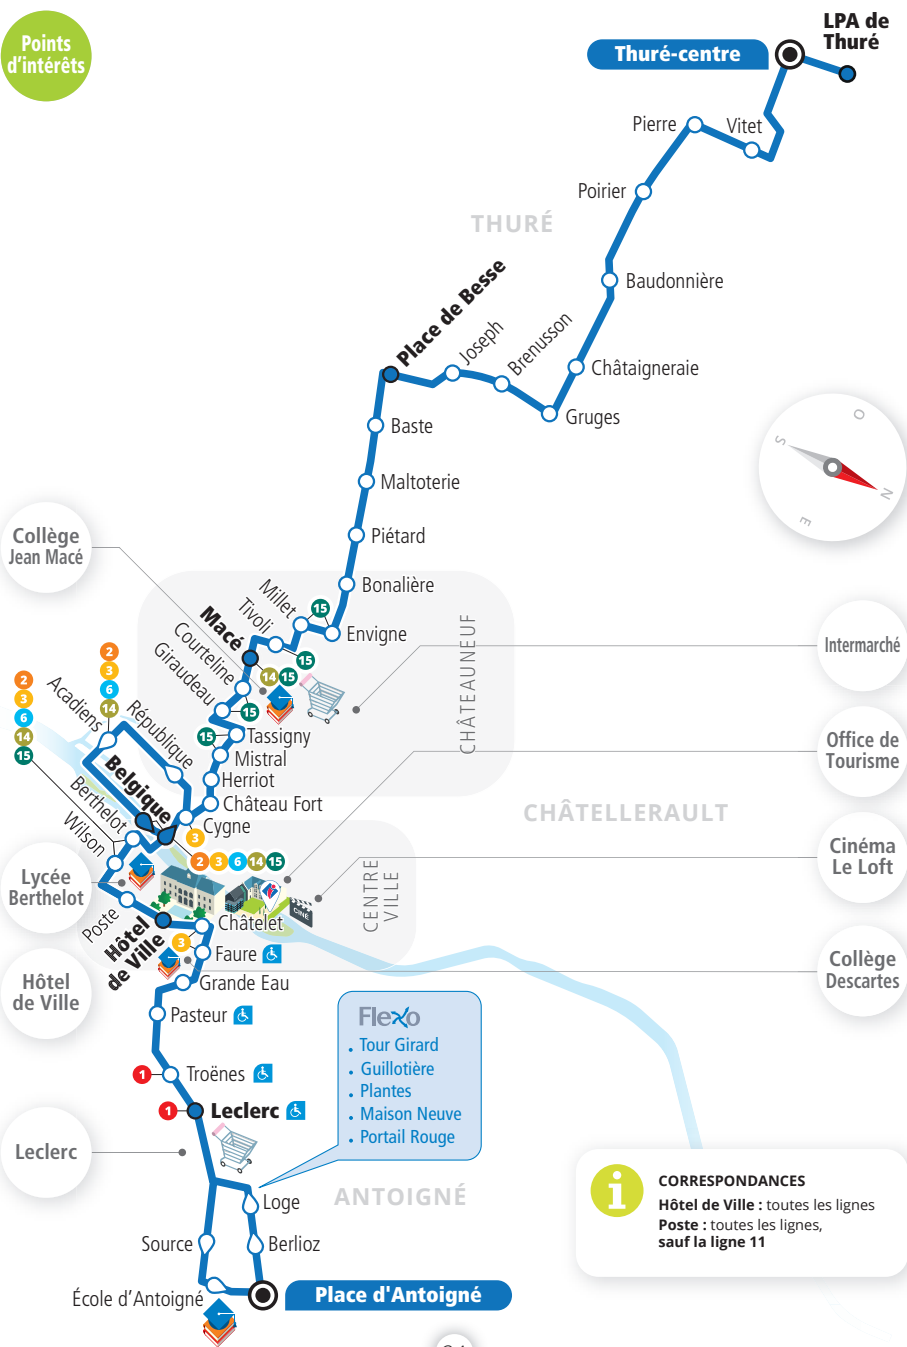 Points
d'intérêts
LPA de
Thuré
Thuré-centre
Pierre
Vitet
Poirier
THURÉ
Baudonnière
Place de Besse
Joseph
Brenusson
Châtaigneraie
Gruges
Baste
Maltoterie
Piétard
Bonalière
O
S
N
E
Collège
Jean Macé
Millet
15
Tivoli
Envigne
Macé
15
14 15
Courteline
Giraudeau
15
CHÂTEAUNEUF
Intermarché
15
Tassigny
Mistral
Herriot
Château Fort
Cygne
3
2
3
6
14
15
2
3
6
14
Acadiens
République
Belgique
2 3 6 14 15
Berthelot
Wilson
Office de
Tourisme
CHÂTELLERAULT
Cinéma
Le Loft
CENTRE
VILLE
CINÉ
Lycée
Berthelot
Poste
Hôtel
de Ville
Châtelet
3
Faure
Grande Eau
Hôtel
de Ville
Collège
Descartes
Pasteur
Flexo
• Tour Girard
• Guillotière
• Plantes
• Maison Neuve
• Portail Rouge
1
Troënes
1
Leclerc
Leclerc
ANTOIGNÉ
Loge
Source
Berlioz
École d'Antoigné
Place d'Antoigné
i
CORRESPONDANCES
Hôtel de Ville : toutes les lignes
Poste : toutes les lignes,
sauf la ligne 11